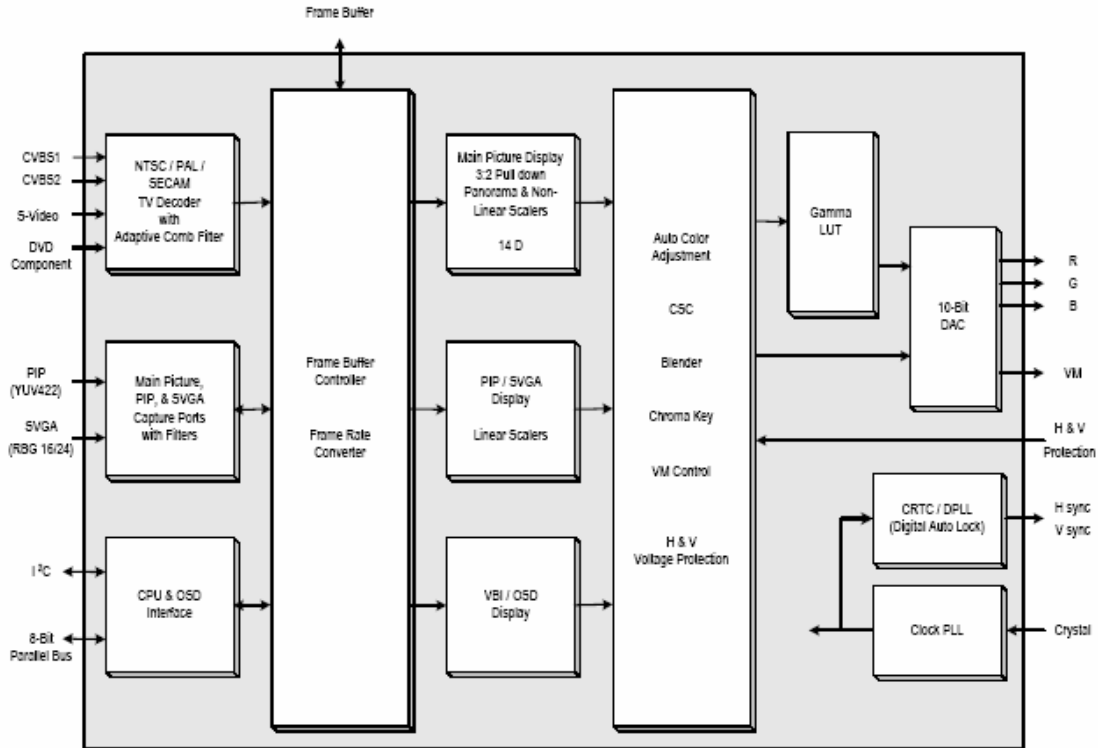 Frame Buffer
CVBS1
CVBS2
S-Video
DVD
Component
NTSC / PAL /
SECAM
TV Decoder
with
Adaptive Comb Filter
Main Picture Display
3:2 Pull down
Panorama & Non-
Linear Scalers
14 D
Gamma
LUT
Auto Color
Adjustment
CSC
Blender
Chroma Key
VM Control
H & V
Voltage Protection
10-Bit
DAC
R
G
B
VM
H & V
Protection
PIP
(YUV422)
SVGA
(RBG 16/24)
Main Picture,
PIP, & SVGA
Capture Ports
with Filters
Frame Buffer
Controller
Frame Rate
Converter
PIP / SVGA
Display
Linear Scalers
CRTC / DPLL
(Digital Auto Lock)
H sync
V sync
I²C
8-Bit
Parallel Bus
CPU & OSD
Interface
VBI / OSD
Display
Clock PLL
Crystal